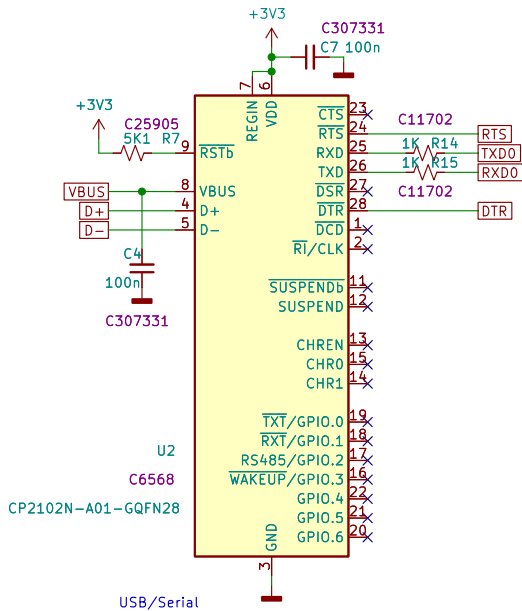 +3V3
C307331
C7 100n
7
6
REGIN
VDD
+3V3
C25905
5K1 R7
9
RSTb
VBUS
8
VBUS
D+
4
D+
D-
5
D-
C4
100n
C307331
CTS
23
C11702
RTS
24
RTS
RXD
25
1K R14
TXD0
TXD
26
1K R15
RXD0
DSR
27
C11702
DTR
28
DTR
DCD
1
RI/CLK
2
SUSPENDb
11
SUSPEND
12
CHREN
13
CHR0
15
CHR1
14
TXT/GPIO.0
19
RXT/GPIO.1
18
RS485/GPIO.2
17
WAKEUP/GPIO.3
16
GPIO.4
22
GPIO.5
21
GPIO.6
20
U2
C6568
CP2102N-A01-GQFN28
GND
3
USB/Serial